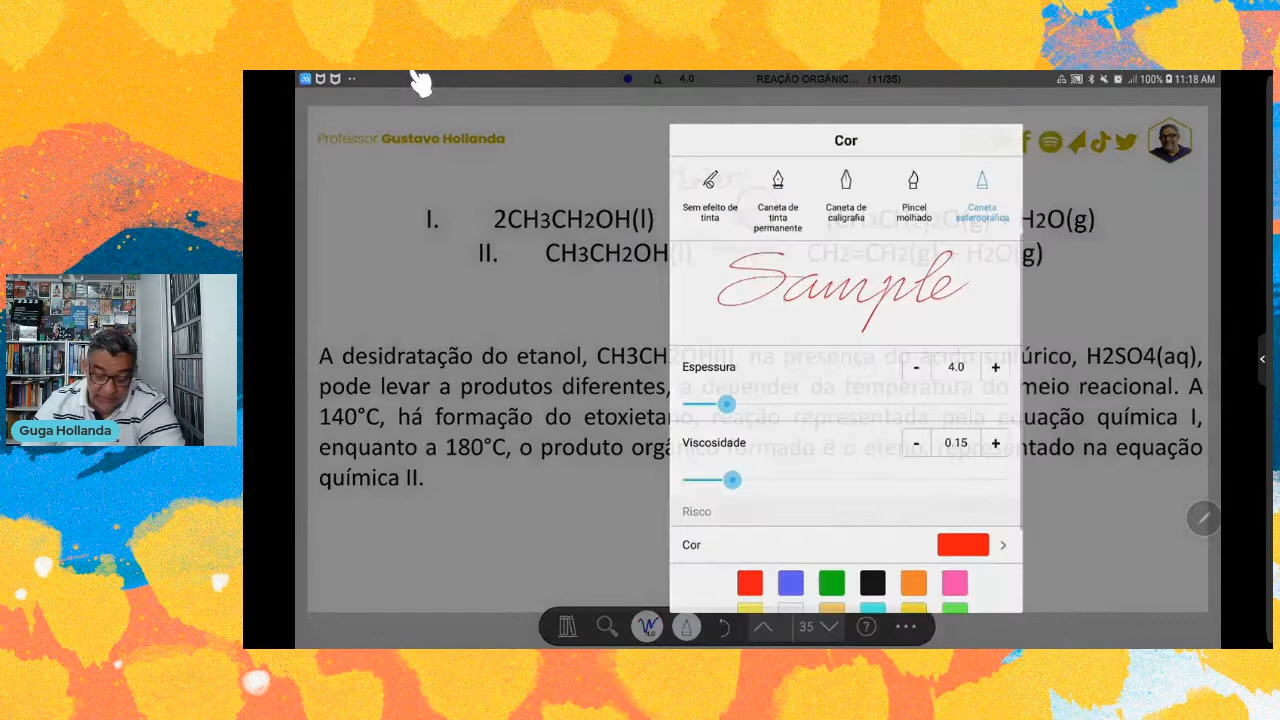 4.0
REAÇÃO ORGÂNIC... (11/35)
100% 11:18 AM
Professor Gustavo Hollanda
Cor
Sem efeito de tinta
Caneta de tinta permanente
Caneta de caligrafia
Pincel molhado
Caneta esferográfica
I. 2CH3CH2OH(l) H2O(g)
II. CH3CH2OH(l) CH2=CH2(g) + H2O(g)
Sample
A desidratação do etanol, CH3CH2OH(l), na presença do ácido sulfúrico, H2SO4(aq),
pode levar a produtos diferentes, a depender da temperatura do meio reacional. A
140°C, há formação do etoxietano, reação representada pela equação química I,
enquanto a 180°C, o produto orgânico formado é o eteno, representado na equação
química II.
Espessura - 4.0 +
Viscosidade - 0.15 +
Risco
Cor
Guga Hollanda
4.0
35
?